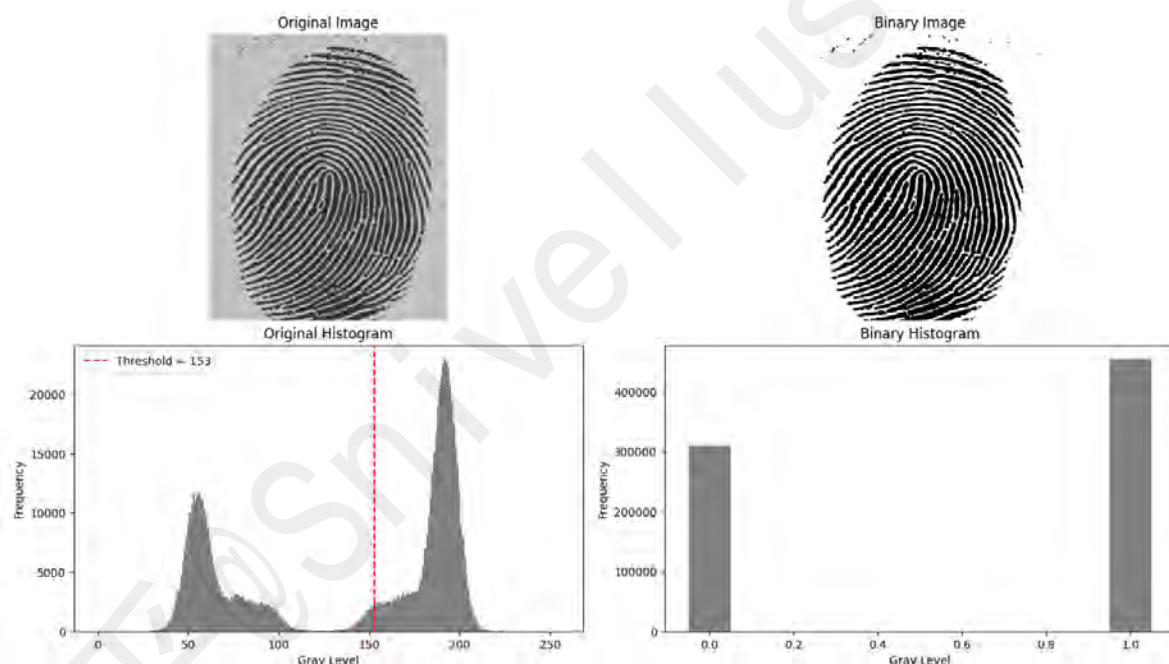 Original Image
Binary Image
Original Histogram
Binary Histogram
Threshold = 153
Frequency
20000
15000
10000
5000
0
0
50
100
150
200
250
Gray Level
Frequency
400000
300000
200000
100000
0
0.0
0.2
0.4
0.6
0.8
1.0
Gray Level
@Snivellus